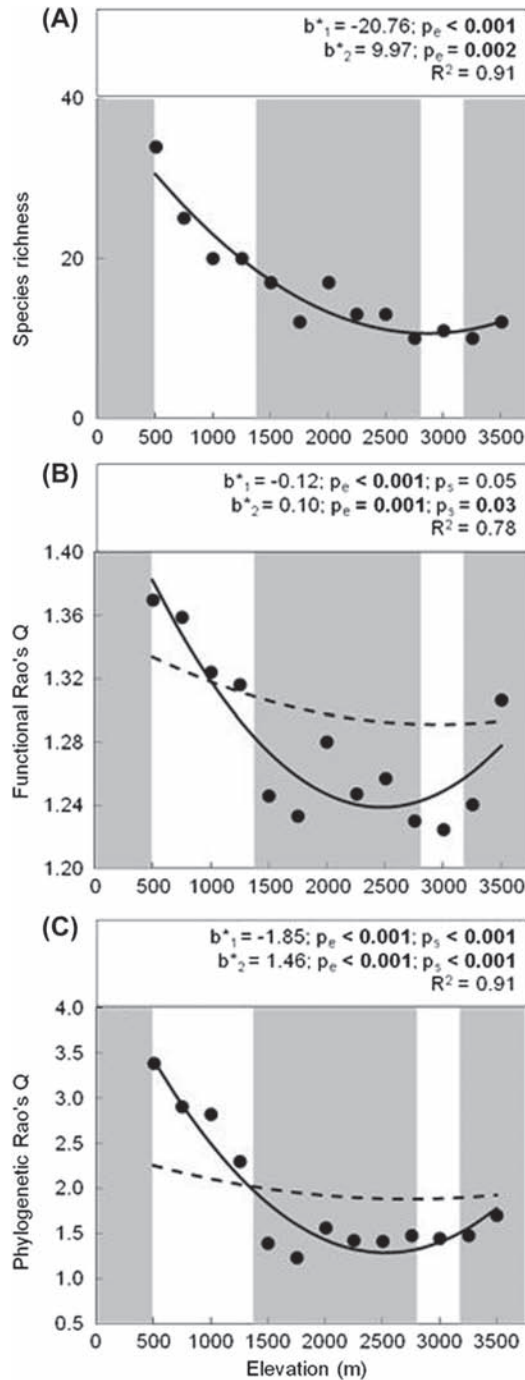 (A)
b*1 = -20.76; pe < 0.001
b*2 = 9.97; pe = 0.002
R2 = 0.91
40
20
0
Species richness
0 500 1000 1500 2000 2500 3000 3500
(B)
b*1 = -0.12; pe < 0.001; ps = 0.05
b*2 = 0.10; pe = 0.001; ps = 0.03
R2 = 0.78
1.40
1.36
1.32
1.28
1.24
1.20
Functional Rao's Q
0 500 1000 1500 2000 2500 3000 3500
(C)
b*1 = -1.85; pe < 0.001; ps < 0.001
b*2 = 1.46; pe < 0.001; ps < 0.001
R2 = 0.91
4.0
3.5
3.0
2.5
2.0
1.5
1.0
0.5
Phylogenetic Rao's Q
0 500 1000 1500 2000 2500 3000 3500
Elevation (m)